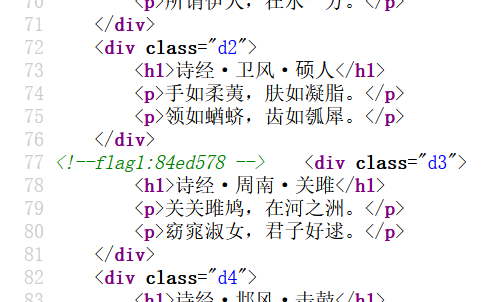 70 <p>所谓伊人，在水一方。</p>
71 </div>
72 <div class="d2">
73 <h1>诗经·卫风·硕人</h1>
74 <p>手如柔荑，肤如凝脂。</p>
75 <p>领如蝤蛴，齿如瓠犀。</p>
76 </div>
77 <!--flag1:84ed578 --> <div class="d3">
78 <h1>诗经·周南·关雎</h1>
79 <p>关关雎鸠，在河之洲。</p>
80 <p>窈窕淑女，君子好逑。</p>
81 </div>
82 <div class="d4">
83 <h1>诗经·邶风·击鼓</h1>